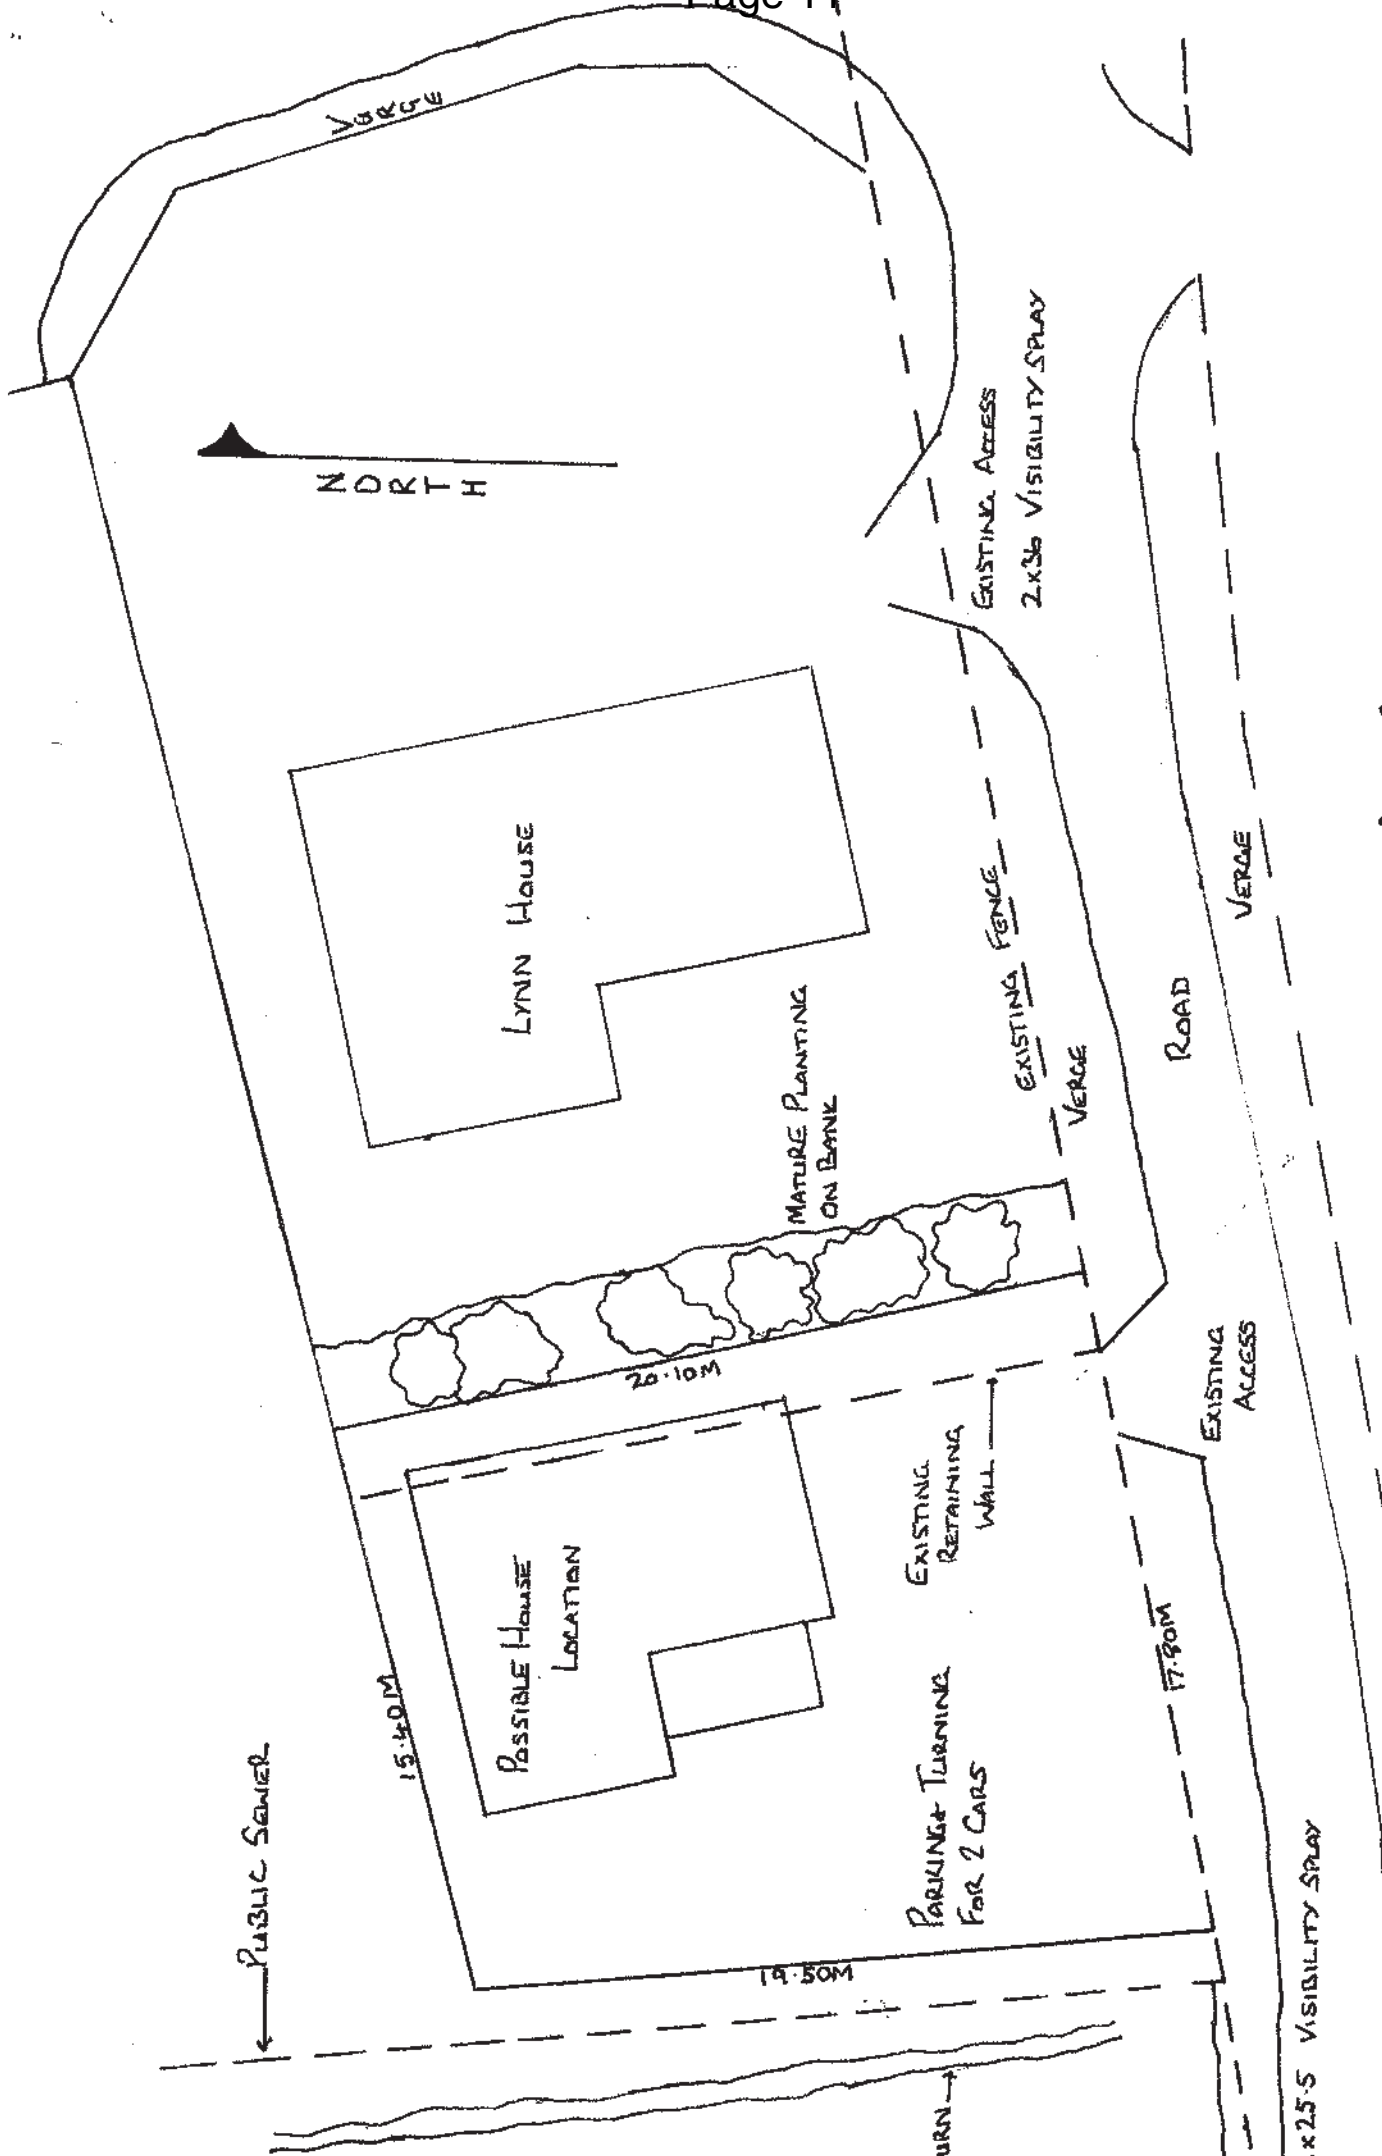 VERGE
NORTH
EXISTING ACCESS
2x36 VISIBILITY SPLAY
LYNN HOUSE
MATURE PLANTING
ON BANK
EXISTING FENCE
VERGE
ROAD
VERGE
20.10M
EXISTING
ACCESS
EXISTING
RETAINING
WALL
POSSIBLE HOUSE
LOCATION
15.40M
17.80M
PUBLIC SEWER
PARKING+ TURNING
FOR 2 CARS
19.50M
URN
x25.5 VISIBILITY SPLAY